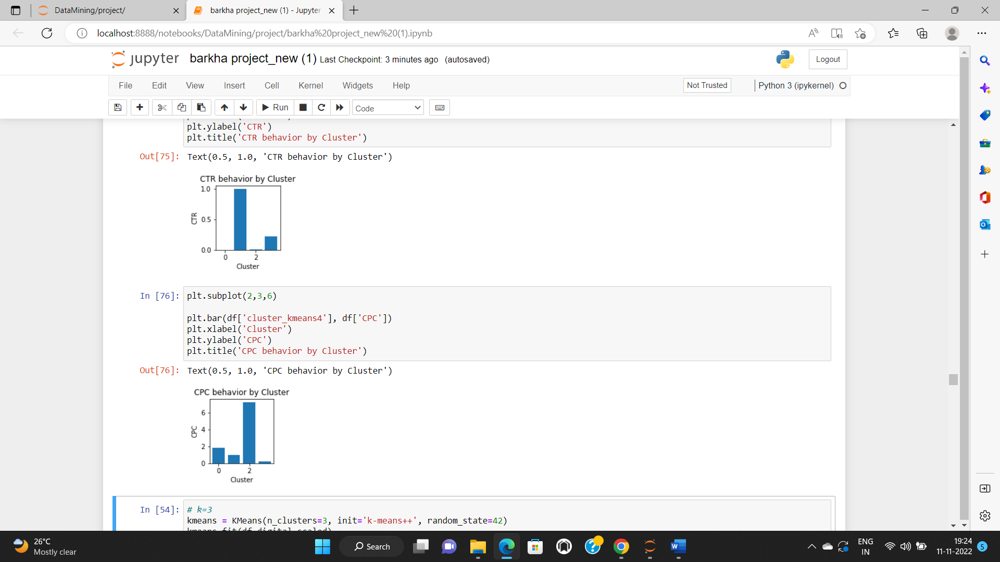 DataMining/project/
barkha project_new (1) - Jupyter
localhost:8888/notebooks/DataMining/project/barkha%20project_new%20(1).ipynb
jupyter barkha project_new (1) Last Checkpoint: 3 minutes ago (autosaved)
Logout
File Edit View Insert Cell Kernel Widgets Help
Not Trusted
Python 3 (ipykernel)
Run
Code
plt.ylabel('CTR')
plt.title('CTR behavior by Cluster')
Out[75]: Text(0.5, 1.0, 'CTR behavior by Cluster')
CTR behavior by Cluster
1.0
CTR
0.5
0.0
0 2
Cluster
In [76]: plt.subplot(2,3,6)
plt.bar(df['cluster_kmeans4'], df['CPC'])
plt.xlabel('Cluster')
plt.ylabel('CPC')
plt.title('CPC behavior by Cluster')
Out[76]: Text(0.5, 1.0, 'CPC behavior by Cluster')
CPC behavior by Cluster
6
4
CPC
2
0
0 2
Cluster
In [54]: # k=3
kmeans = KMeans(n_clusters=3, init='k-means++', random_state=42)
kmeans.fit(df_digital_scaled)
26°C
Mostly clear
Search
ENG
IN
19:24
11-11-2022
5